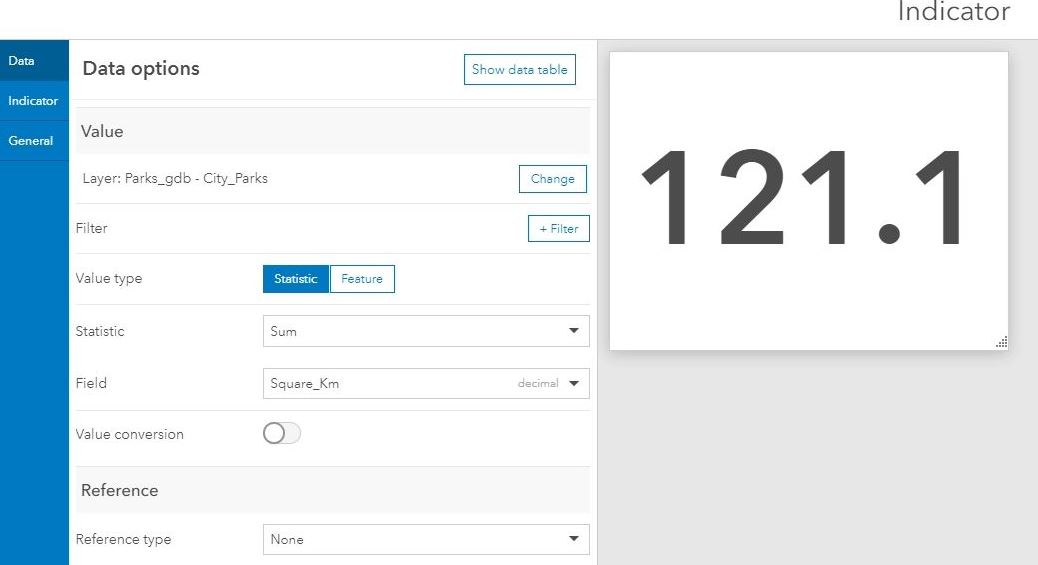 Indicator
Data
Indicator
General
Data options
Show data table
Value
Layer: Parks_gdb - City_Parks
Change
Filter
+ Filter
Value type
Statistic
Feature
Statistic
Sum
Field
Square_Km
decimal
Value conversion
Reference
Reference type
None
121.1